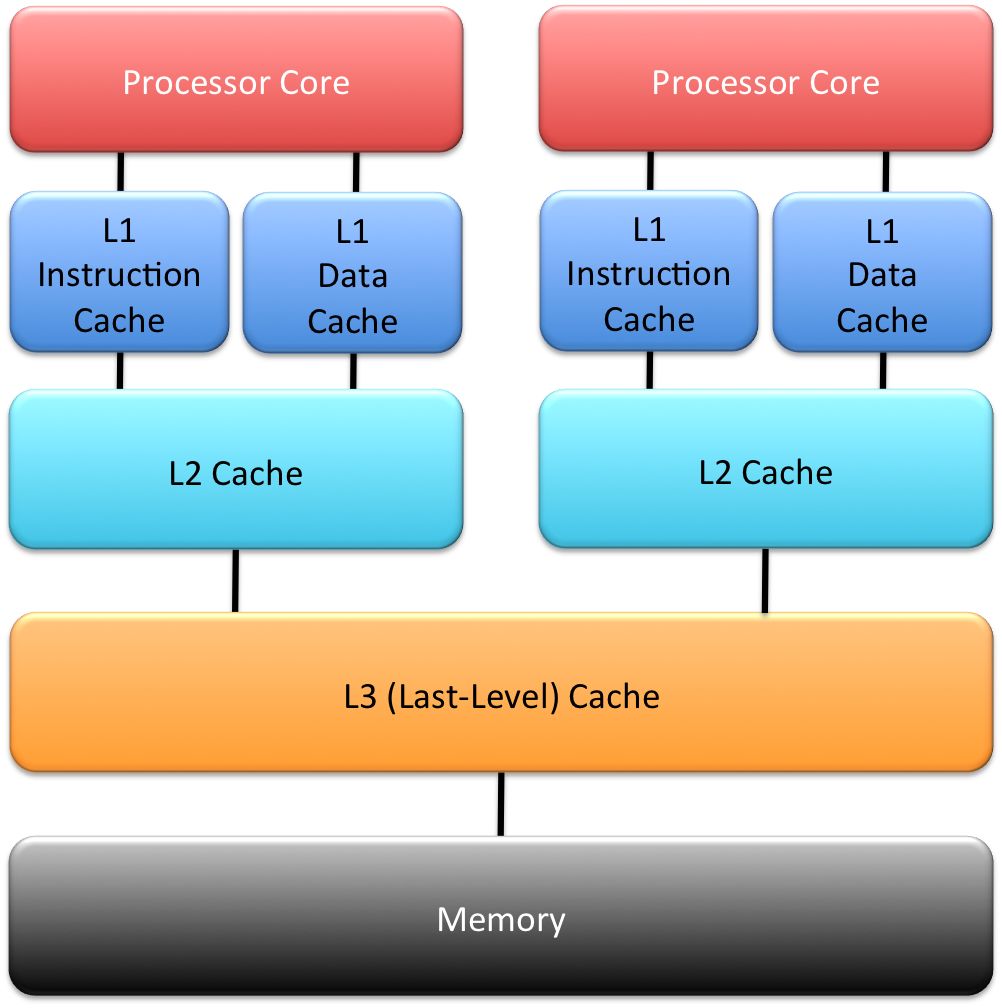 Processor Core
Processor Core
L1
Instruction
Cache
L1
Data
Cache
L1
Instruction
Cache
L1
Data
Cache
L2 Cache
L2 Cache
L3 (Last-Level) Cache
Memory